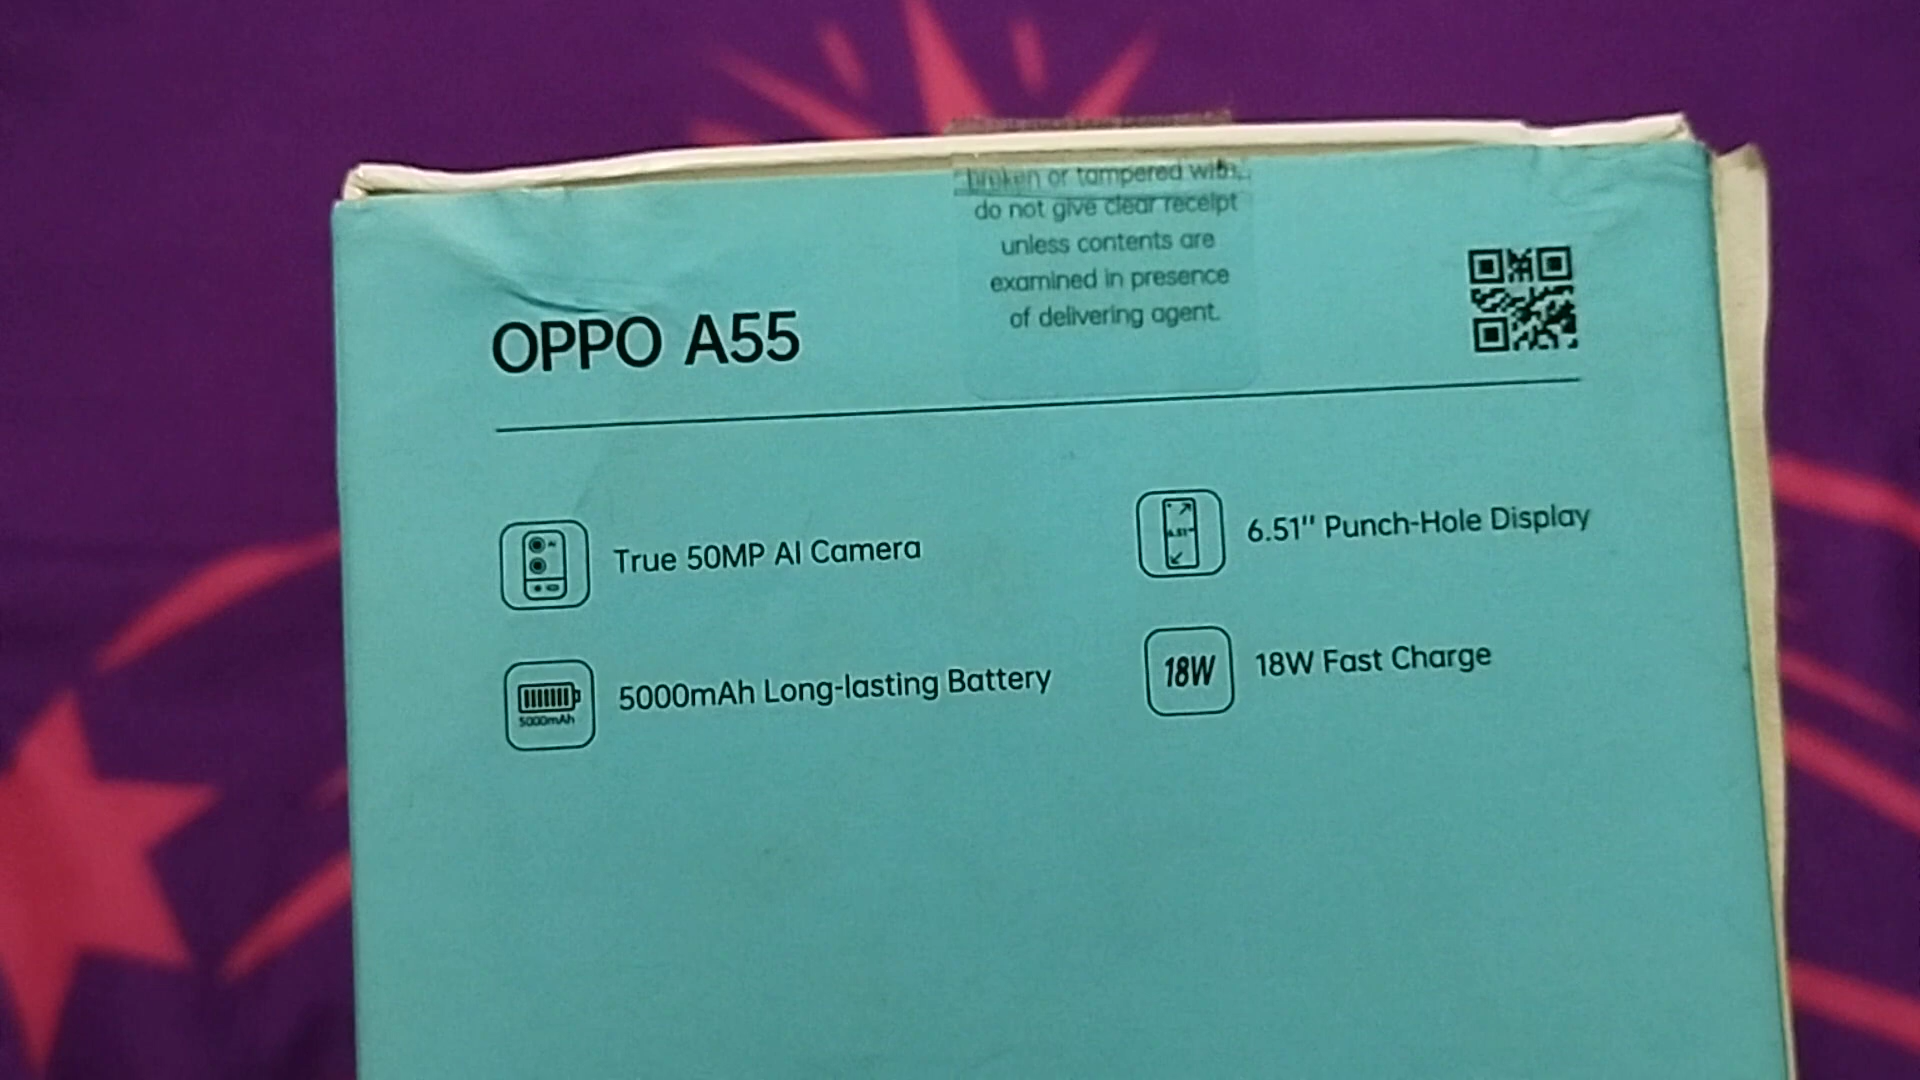 broken or tampered with,
do not give clear receipt
unless contents are
examined in presence
of delivering agent.
OPPO A55
True 50MP AI Camera
6.51" Punch-Hole Display
5000mAh Long-lasting Battery
5000mAh
18W
18W Fast Charge